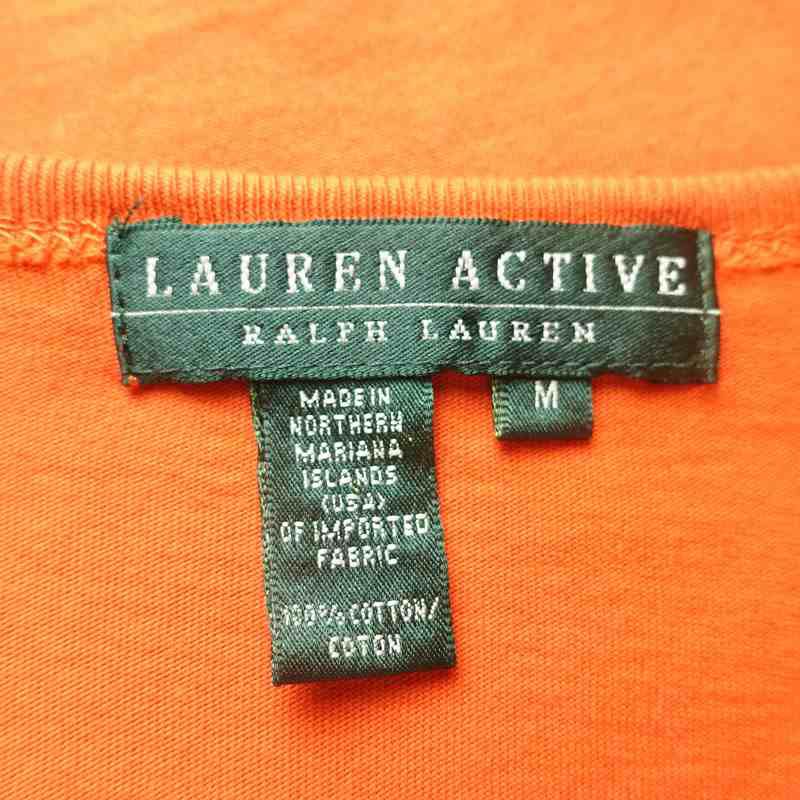 LAUREN ACTIVE
RALPH LAUREN
M
MADE IN
NORTHERN
MARIANA
ISLANDS
(USA)
OF IMPORTED
FABRIC
100% COTTON/
COTON